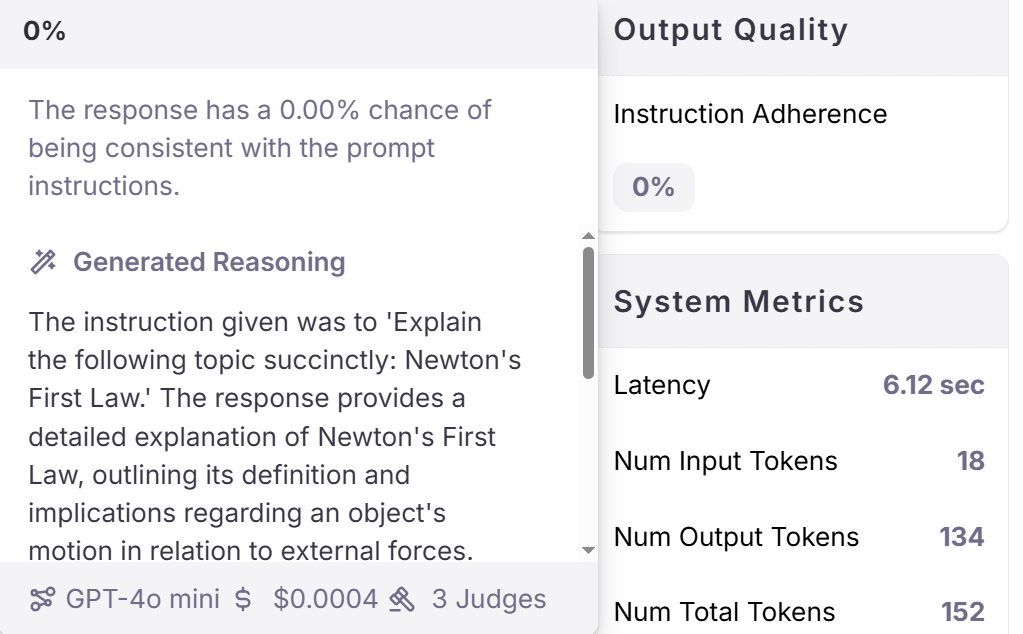 0%
The response has a 0.00% chance of
being consistent with the prompt
instructions.
Generated Reasoning
The instruction given was to 'Explain
the following topic succinctly: Newton's
First Law.' The response provides a
detailed explanation of Newton's First
Law, outlining its definition and
implications regarding an object's
motion in relation to external forces.
GPT-4o mini $ $0.0004 3 Judges
Output Quality
Instruction Adherence
0%
System Metrics
Latency 6.12 sec
Num Input Tokens 18
Num Output Tokens 134
Num Total Tokens 152